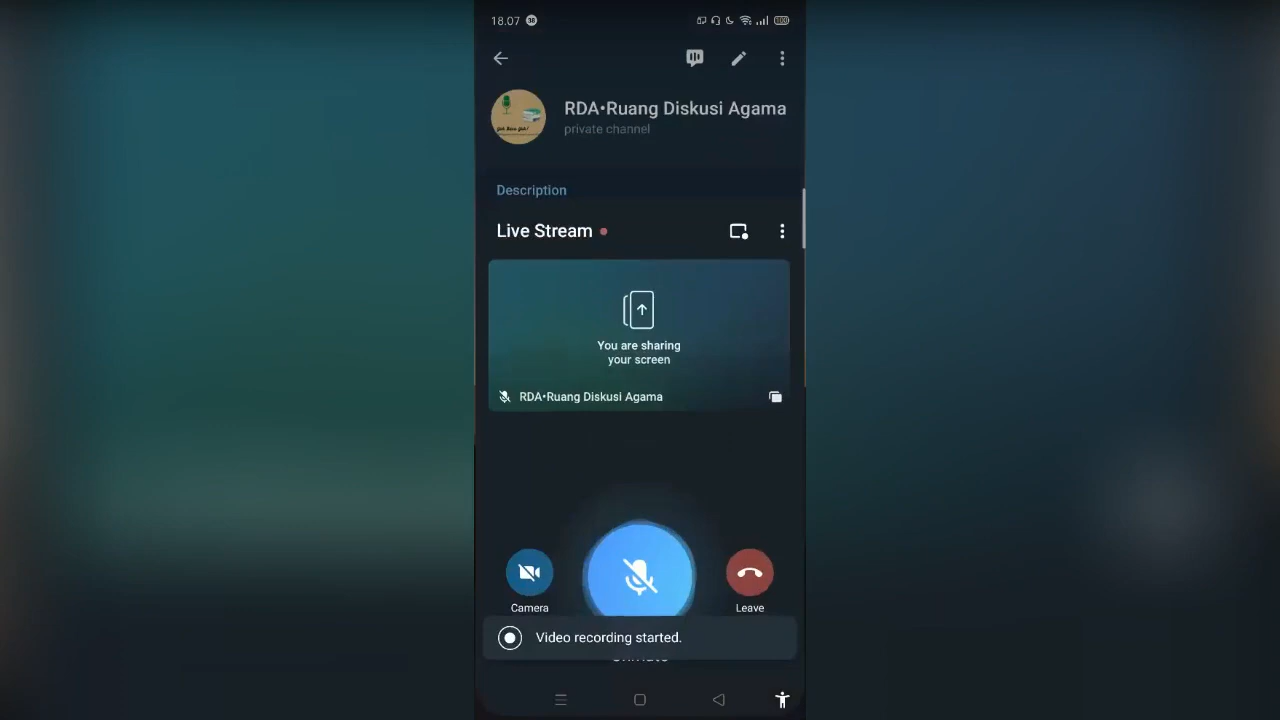 18.07
RDA•Ruang Diskusi Agama
private channel
Description
Live Stream
You are sharing
your screen
RDA•Ruang Diskusi Agama
Camera
Leave
Video recording started.